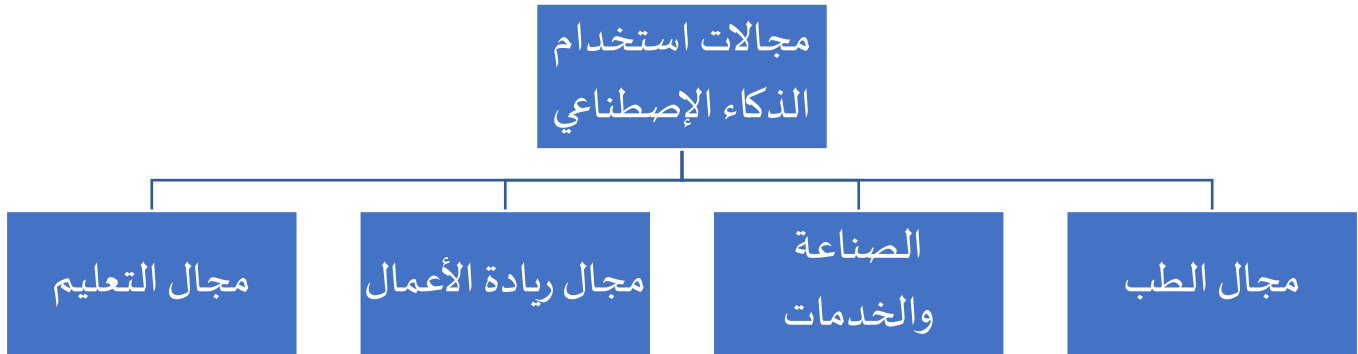 مجالات استخدام
الذكاء الإصطناعي
مجال الطب
الصناعة
والخدمات
مجال ريادة الأعمال
مجال التعليم